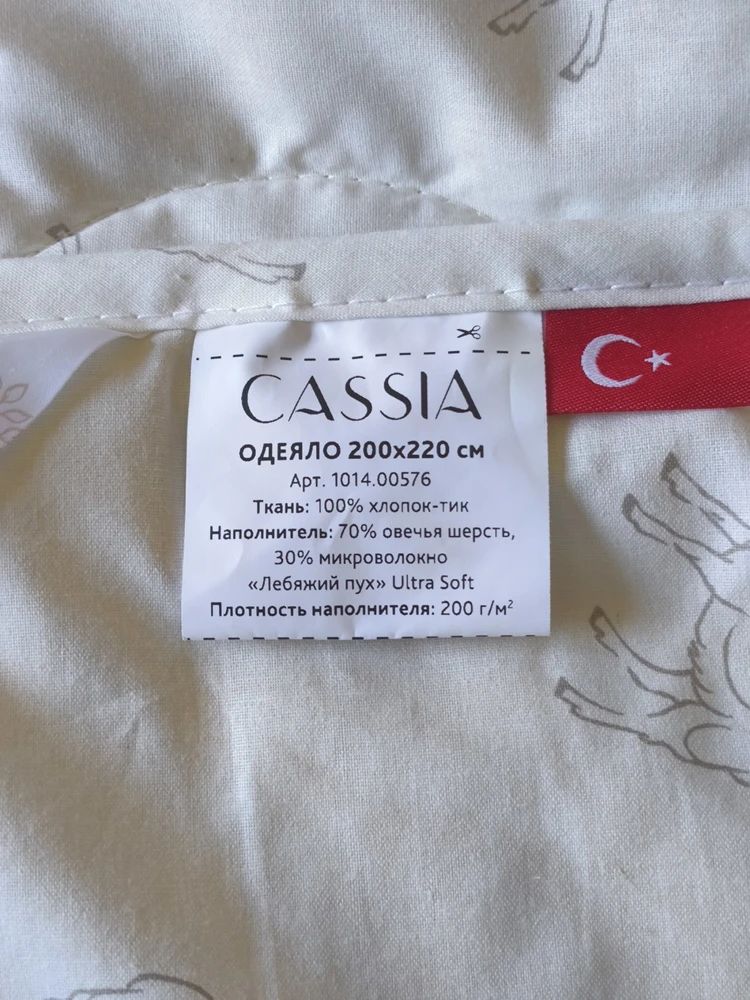 CASSIA
ОДЕЯЛО 200х220 см
Арт. 1014.00576
Ткань: 100% хлопок-тик
Наполнитель: 70% овечья шерсть,
30% микроволокно
«Лебяжий пух» Ultra Soft
Плотность наполнителя: 200 г/м²